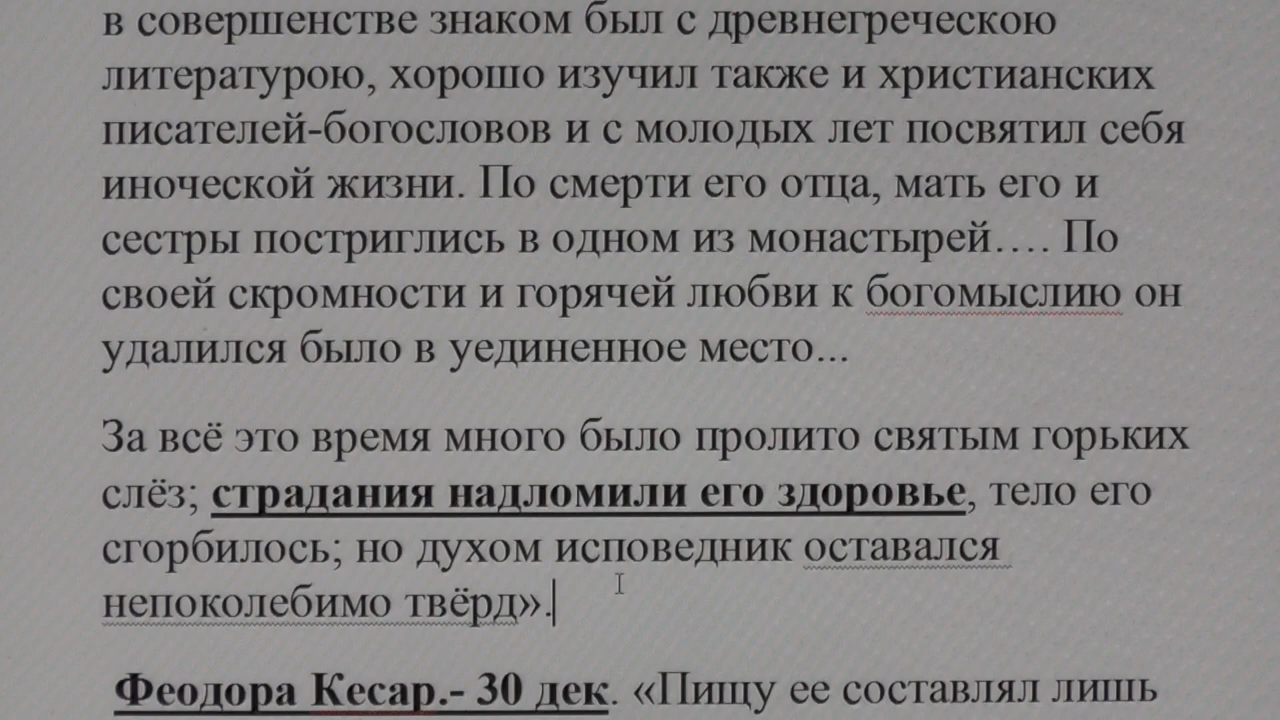 в совершенстве знаком был с древнегреческою
литературою, хорошо изучил также и христианских
писателей-богословов и с молодых лет посвятил себя
иноческой жизни. По смерти его отца, мать его и
сестры постриглись в одном из монастырей…. По
своей скромности и горячей любви к богомыслию он
удалился было в уединенное место...
За всё это время много было пролито святым горьких
слёз; страдания надломили его здоровье, тело его
сгорбилось; но духом исповедник оставался
непоколебимо твёрд».
Феодора Кесар.- 30 дек. «Пищу ее составлял лишь